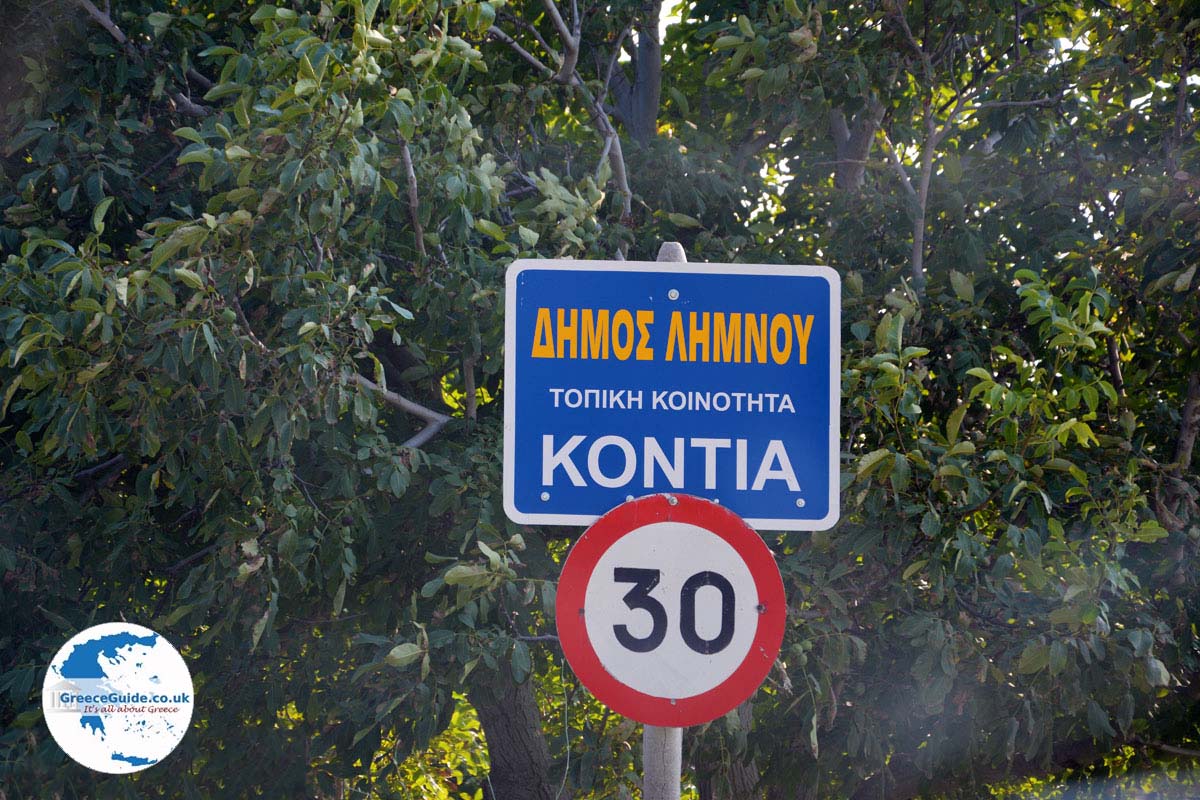 ΔΗΜΟΣ ΛΗΜΝΟΥ
ΤΟΠΙΚΗ ΚΟΙΝΟΤΗΤΑ
ΚΟΝΤΙΑ
30
GreeceGuide.co.uk
It's all about Greece